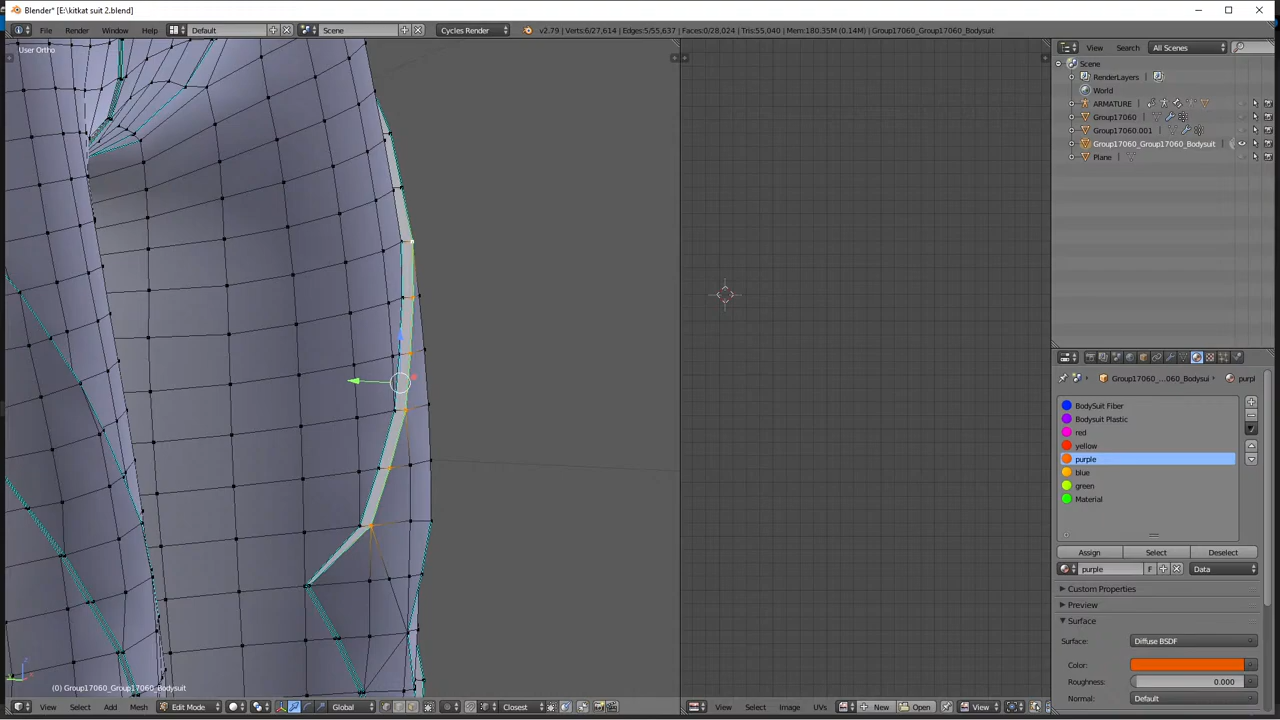 Blender* [E:\kitkat suit 2.blend]
File Render Window Help Default Scene Cycles Render v2.79 | Verts:6/27,614 | Edges:5/55,637 | Faces:0/28,024 | Tris:55,040 | Mem:180.35M (0.14M) | Group17060_Group17060_Bodysuit
View Search All Scenes
User Ortho
Scene
RenderLayers
World
ARMATURE
Group17060
Group17060.001
Group17060_Group17060_Bodysuit
Plane
Group17060_...060_Bodysui purpl
BodySuit Fiber
Bodysuit Plastic
red
yellow
purple
blue
green
Material
Assign Select Deselect
purple F Data
Custom Properties
Preview
Surface
Surface: Diffuse BSDF
Color:
Roughness: 0.000
Normal: Default
(0) Group17060_Group17060_Bodysuit
View Select Add Mesh Edit Mode Global Closest View Select Image UVs New Open View